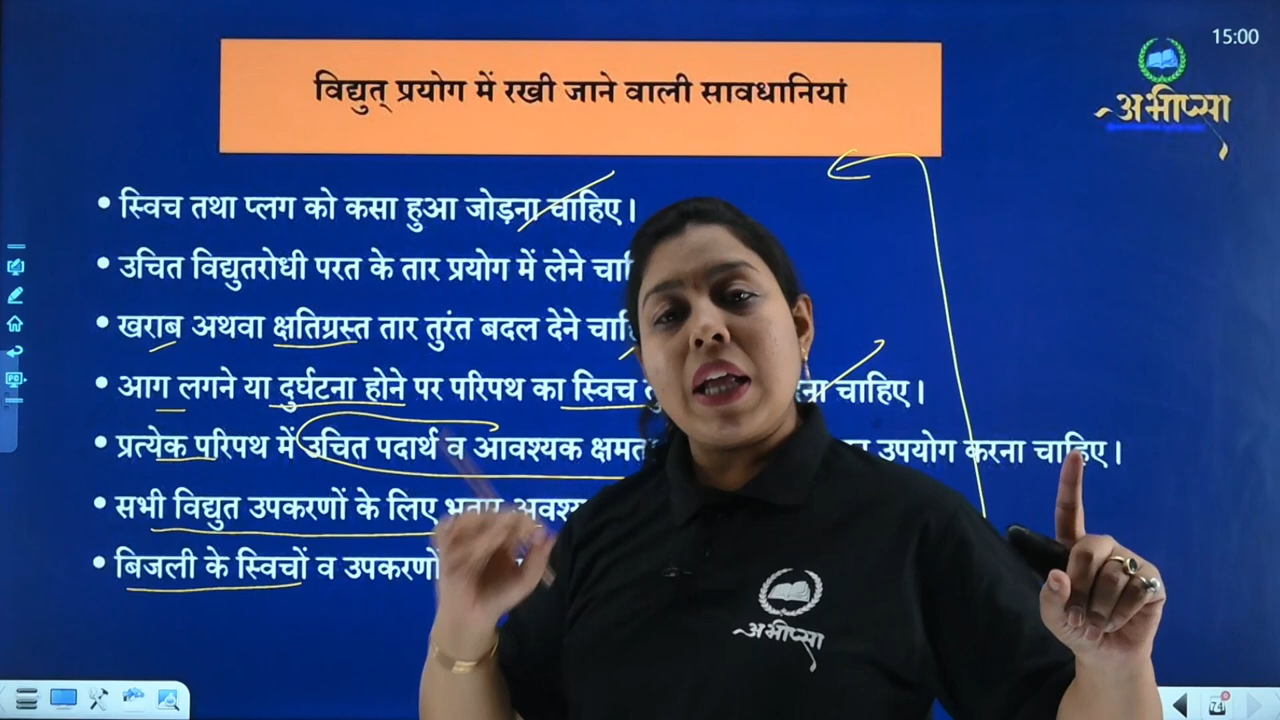 15:00
विद्युत् प्रयोग में रखी जाने वाली सावधानियां
अभीप्सा
• स्विच तथा प्लग को कसा हुआ जोड़ना चाहिए।
• उचित विद्युतरोधी परत के तार प्रयोग में लेने
• खराब अथवा क्षतिग्रस्त तार तुरंत बदल देने
• आग लगने या दुर्घटना होने पर परिपथ का स्विच चाहिए।
• प्रत्येक परिपथ में उचित पदार्थ व आवश्यक उपयोग करना चाहिए।
• सभी विद्युत उपकरणों के लिए
• बिजली के स्विचों व उपकरणों
अभीप्सा
74